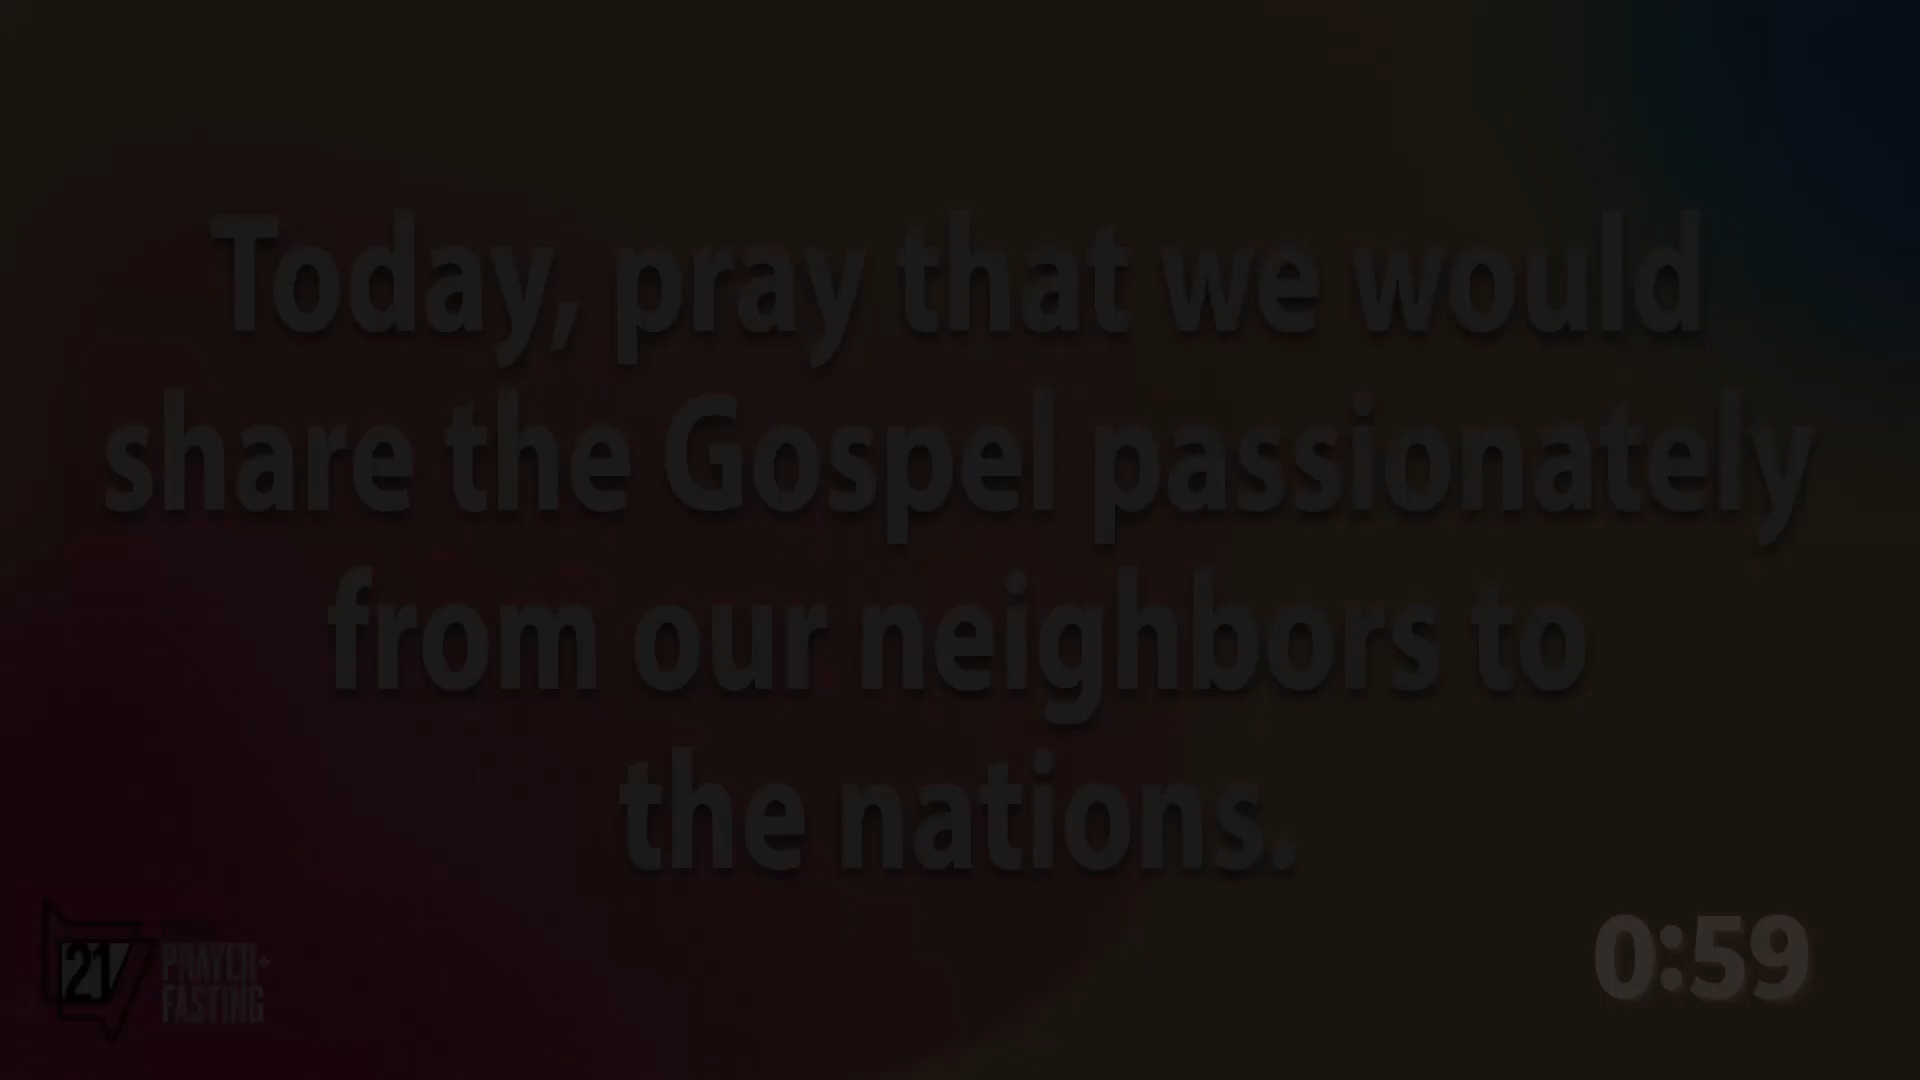 Today, pray that we would
share the Gospel passionately
from our neighbors to
the nations.
21
PRAYER+
FASTING
0:59